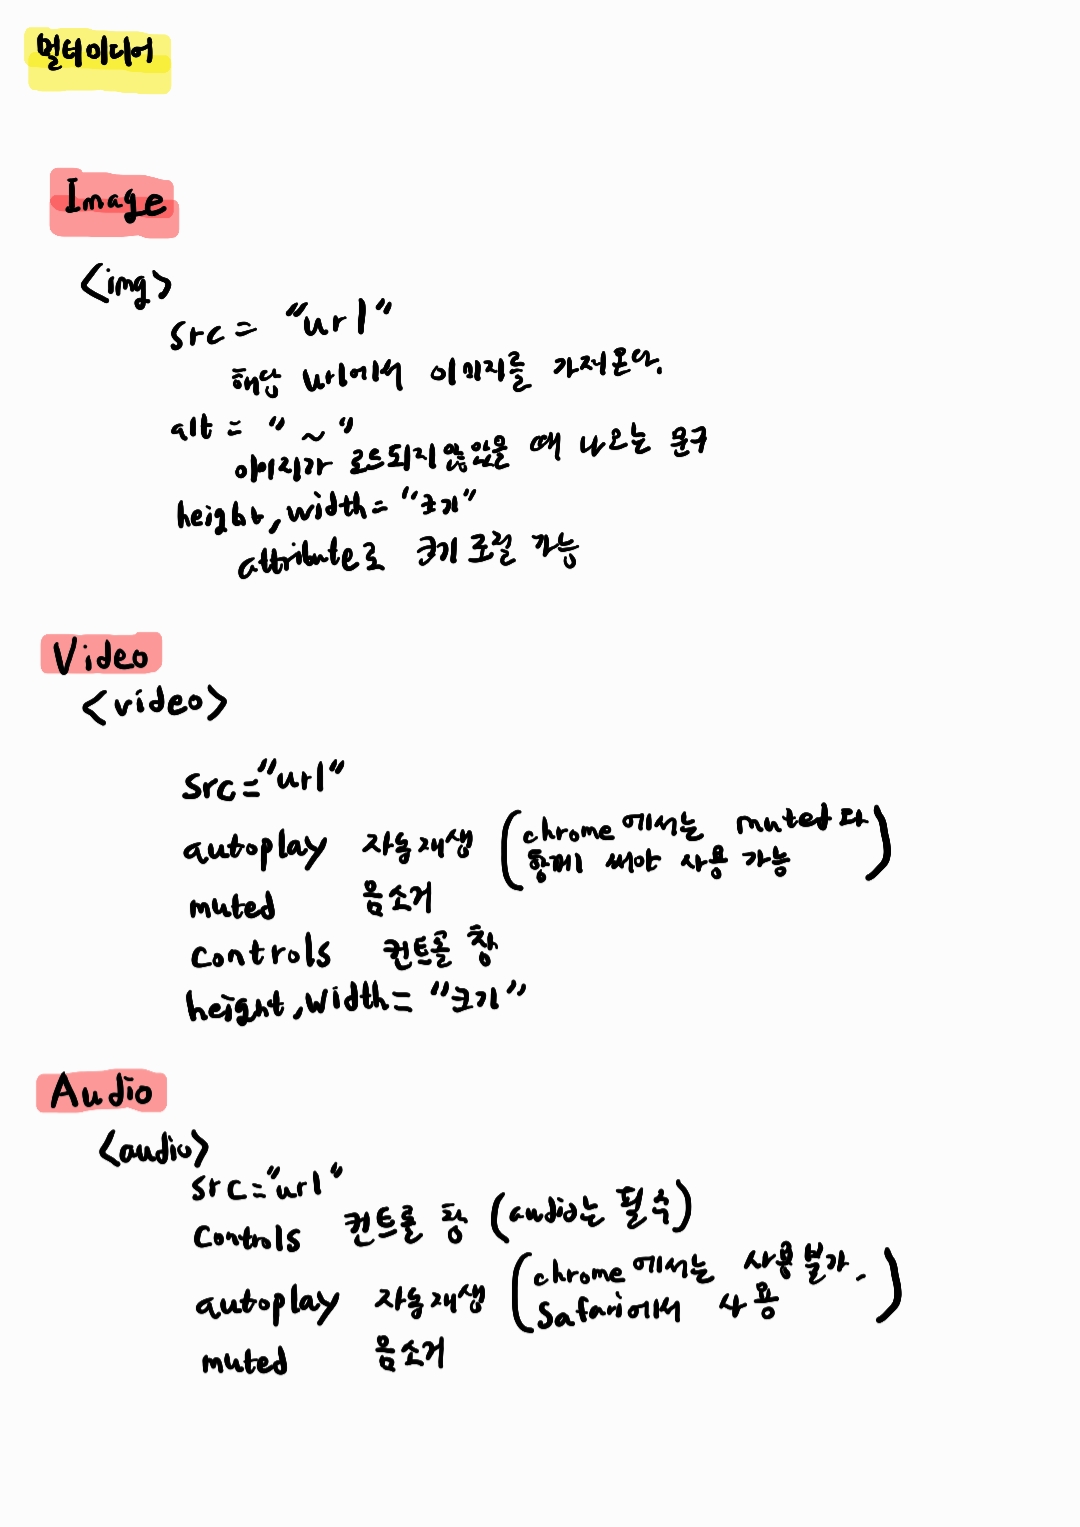 멀티미디어
Image
<img>
src = "url"
해당 url에서 이미지를 가져온다.
alt = " ~ "
이미지가 로드되지 않았을 때 나오는 문구
height, width = "크기"
attribute로 크기 조절 가능
Video
<video>
src="url"
autoplay 자동재생 (chrome에서는 muted와
함께 써야 사용 가능)
muted 음소거
controls 컨트롤 창
height, width = "크기"
Audio
<audio>
src="url"
controls 컨트롤 창 (audio는 필수)
autoplay 자동재생 (chrome에서는 사용불가.
Safari에서 사용)
muted 음소거